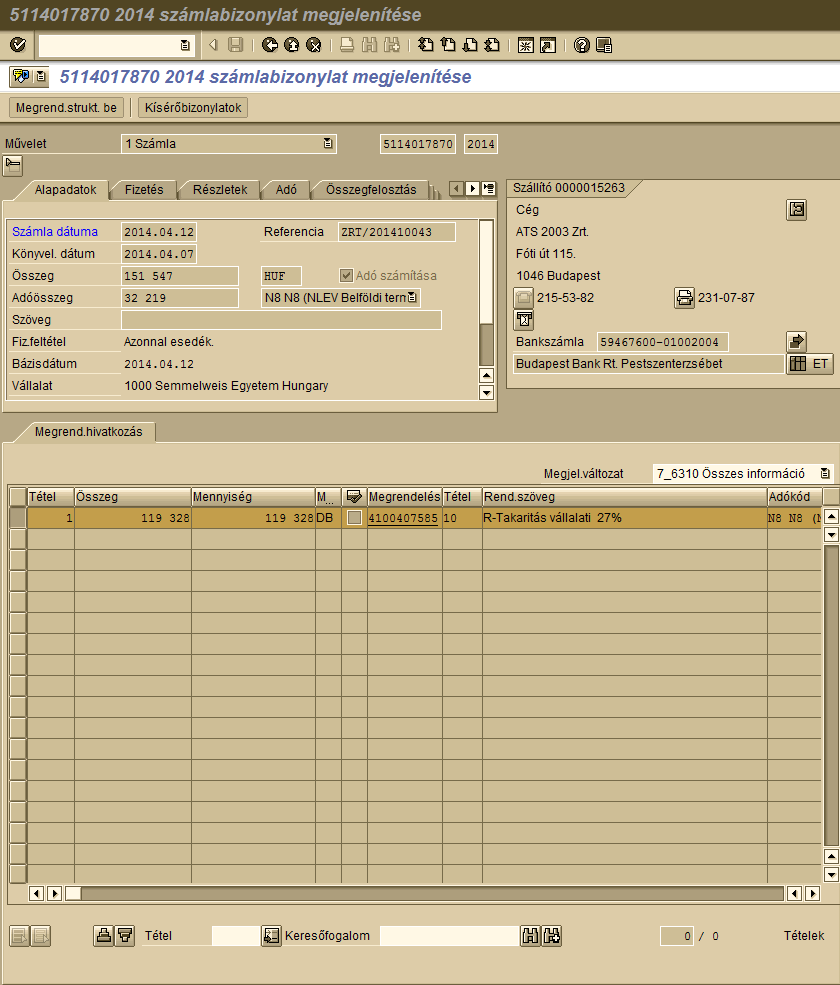 5114017870 2014 számlabizonylat megjelenítése
5114017870 2014 számlabizonylat megjelenítése
Megrend.strukt. be Kísérőbizonylatok
Művelet 1 Számla 5114017870 2014
Alapadatok Fizetés Részletek Adó Összegfelosztás
Számla dátuma 2014.04.12 Referencia ZRT/201410043
Könyvel. dátum 2014.04.07
Összeg 151 547 HUF Adó számítása
Adóösszeg 32 219 N8 N8 (NLEV Belföldi tern
Szöveg
Fiz.feltétel Azonnal esedék.
Bázisdátum 2014.04.12
Vállalat 1000 Semmelweis Egyetem Hungary
Szállító 0000015263
Cég
ATS 2003 Zrt.
Fóti út 115.
1046 Budapest
215-53-82 231-07-87
Bankszámla 59467600-01002004
Budapest Bank Rt. Pestszenterzsébet ET
Megrend.hivatkozás
Megjel.változat 7_6310 Összes információ
Tétel Összeg Mennyiség M... Megrendelés Tétel Rend.szöveg Adókód
1 119 328 119 328 DB 4100407585 10 R-Takaritás vállalati 27% N8 N8 (N
Tétel Keresőfogalom 0 / 0 Tételek